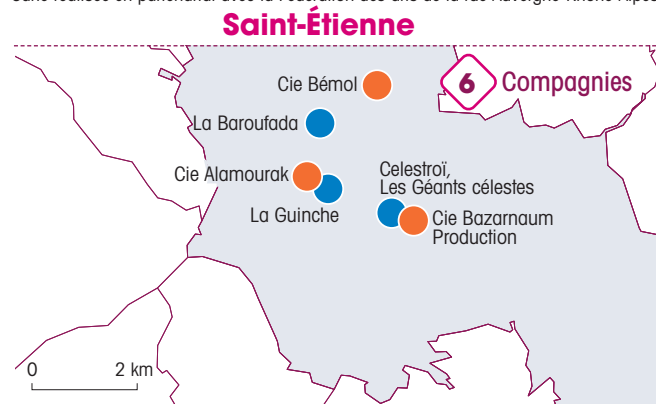 Saint-Étienne
6 Compagnies
Cie Bémol
La Baroufada
Cie Alamourak
La Guinche
Celestroï,
Les Géants célestes
Cie Bazarnaum
Production
0 2 km